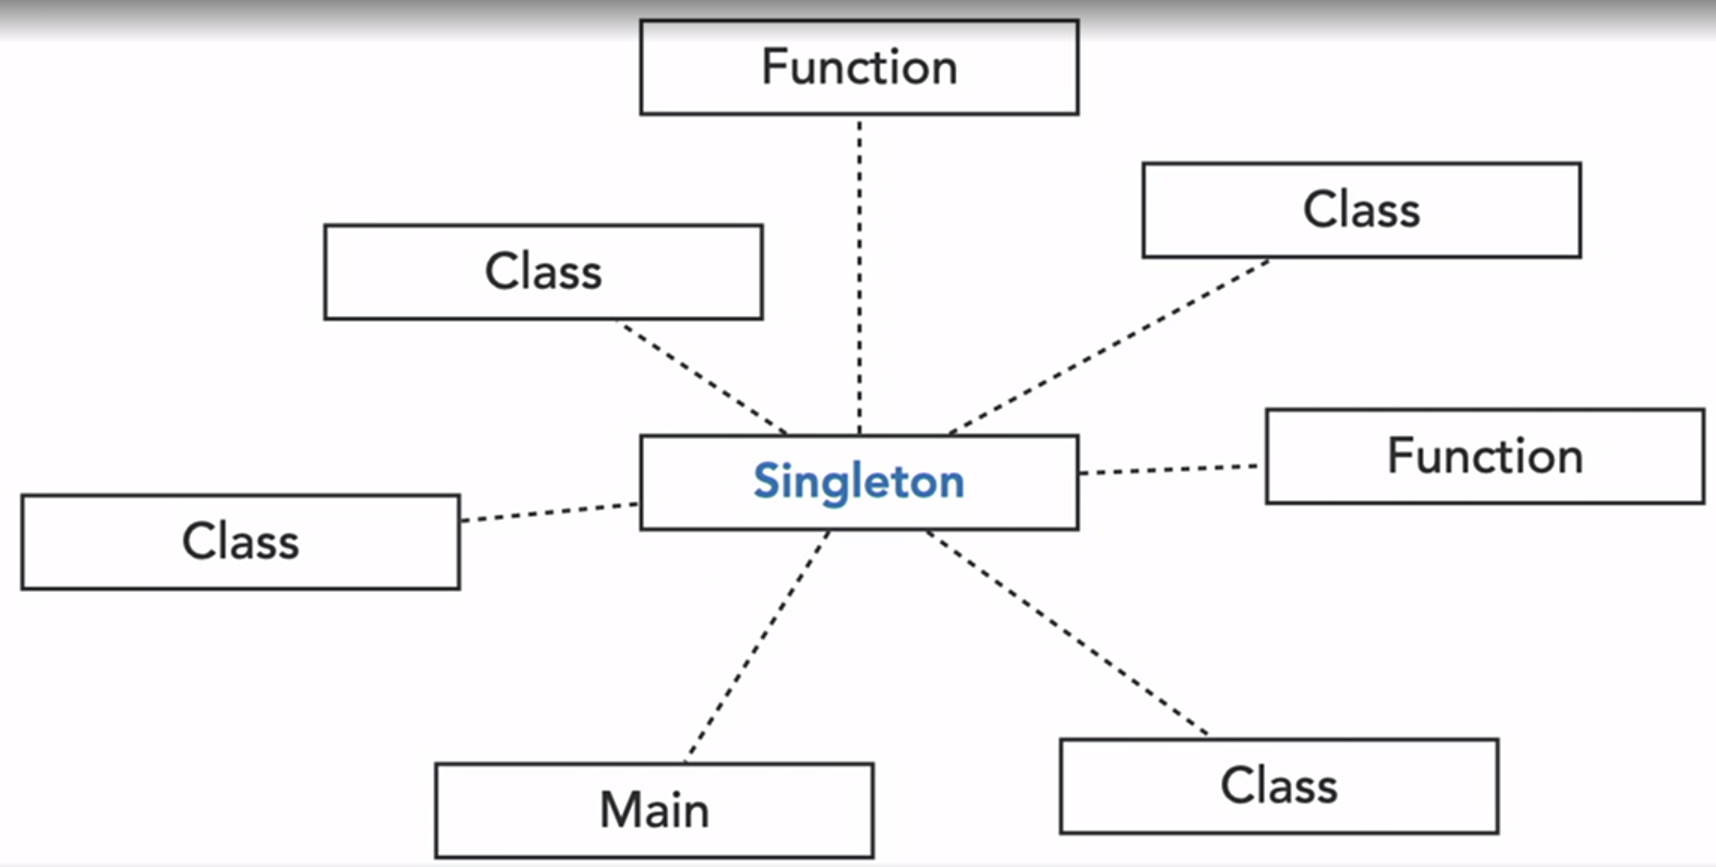 Function
Class
Class
Function
Singleton
Class
Class
Main